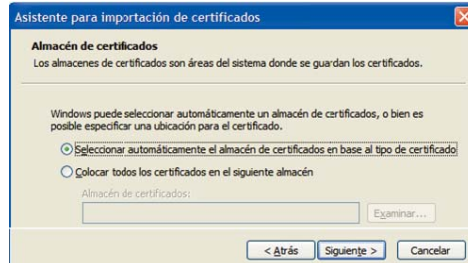 Asistente para importación de certificados
Almacén de certificados
Los almacenes de certificados son áreas del sistema donde se guardan los certificados.
Windows puede seleccionar automáticamente un almacén de certificados, o bien es
posible especificar una ubicación para el certificado.
Seleccionar automáticamente el almacén de certificados en base al tipo de certificado
Colocar todos los certificados en el siguiente almacén
Almacén de certificados:
Examinar...
< Atrás Siguiente > Cancelar